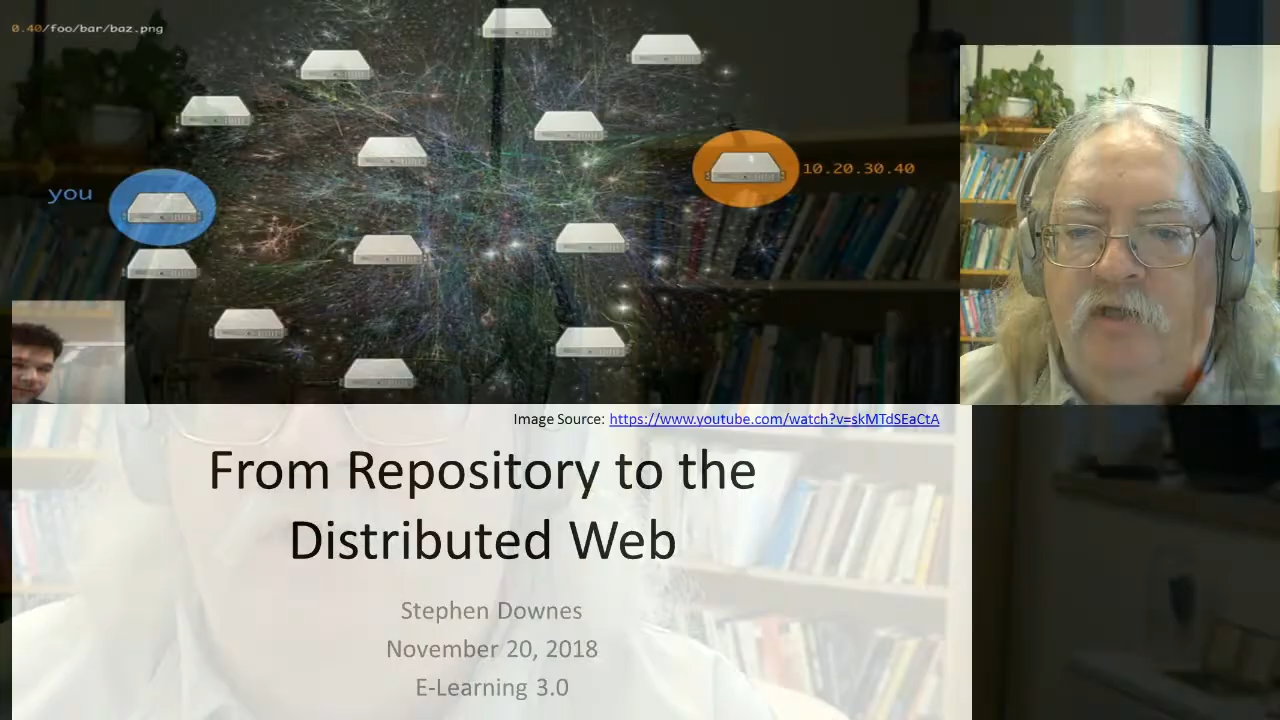 0.40/foo/bar/baz.png
you
10.20.30.40
Image Source: https://www.youtube.com/watch?v=skMTdSEaCtA
From Repository to the
Distributed Web
Stephen Downes
November 20, 2018
E-Learning 3.0